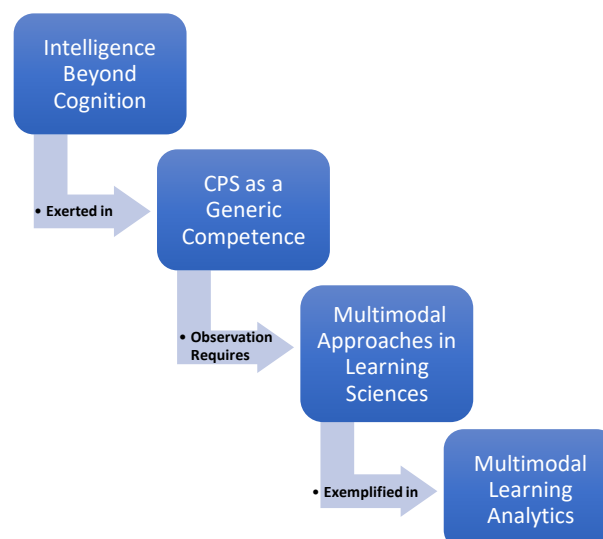 Intelligence
Beyond
Cognition
• Exerted in
CPS as a
Generic
Competence
• Observation
Requires
Multimodal
Approaches in
Learning
Sciences
• Exemplified in
Multimodal
Learning
Analytics